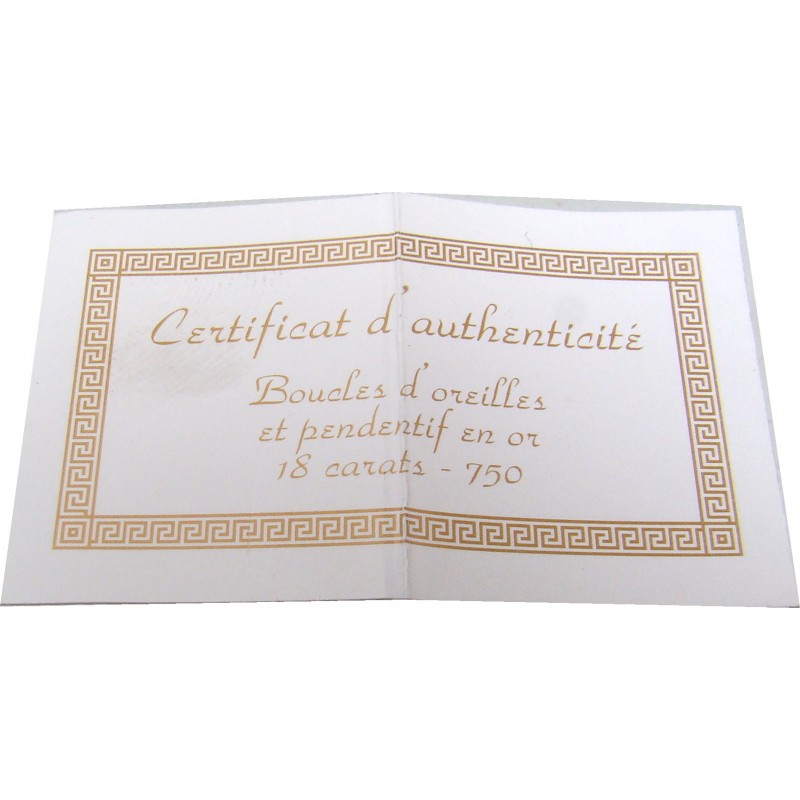 Certificat d'authenticité
Boucles d'oreilles
et pendentif en or
18 carats - 750